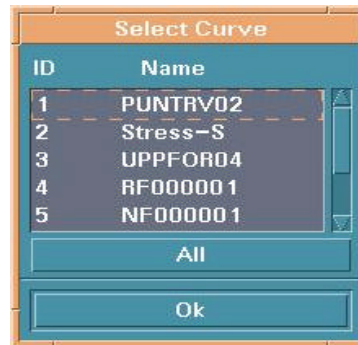 Select Curve
ID Name
1 PUNTRV02
2 Stress-S
3 UPPFOR04
4 RF000001
5 NF000001
All
Ok